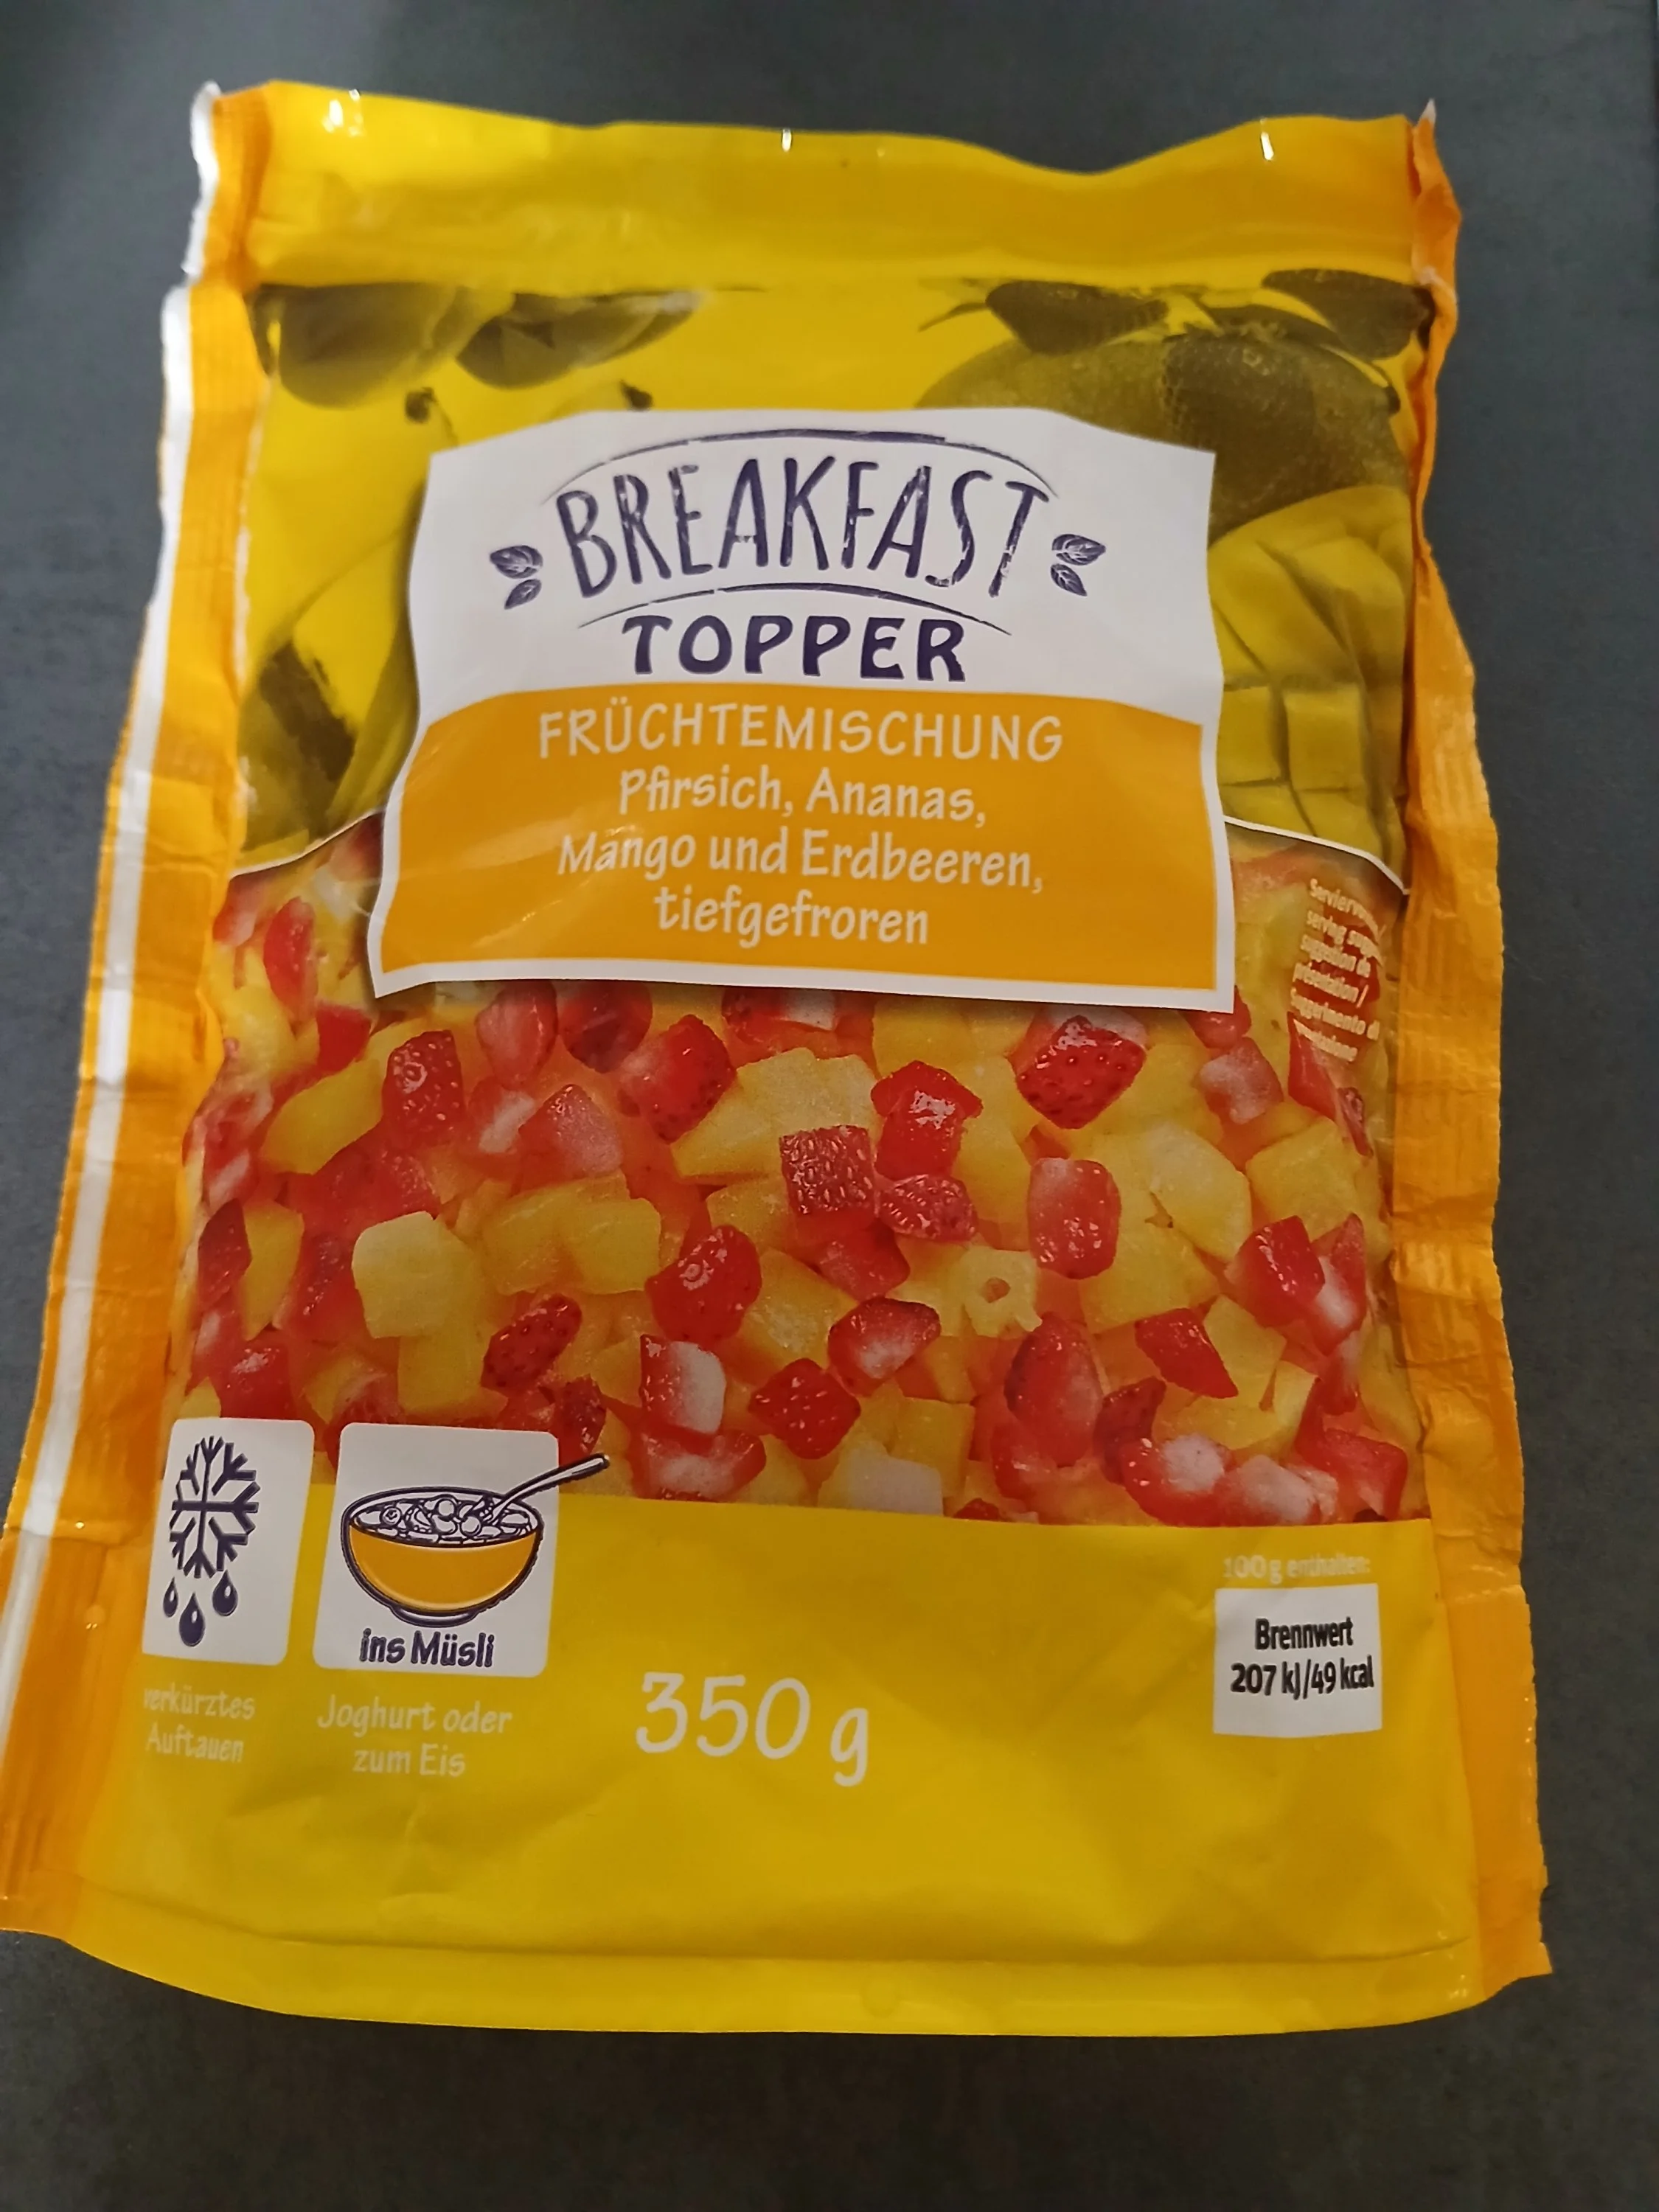 BREAKFAST
TOPPER
FRÜCHTEMISCHUNG
Pfirsich, Ananas,
Mango und Erdbeeren,
tiefgefroren
serving
100 g enthalten:
Brennwert
207 kJ/49 kcal
ins Müsli
verkürztes
Auftauen
Joghurt oder
zum Eis
350 g